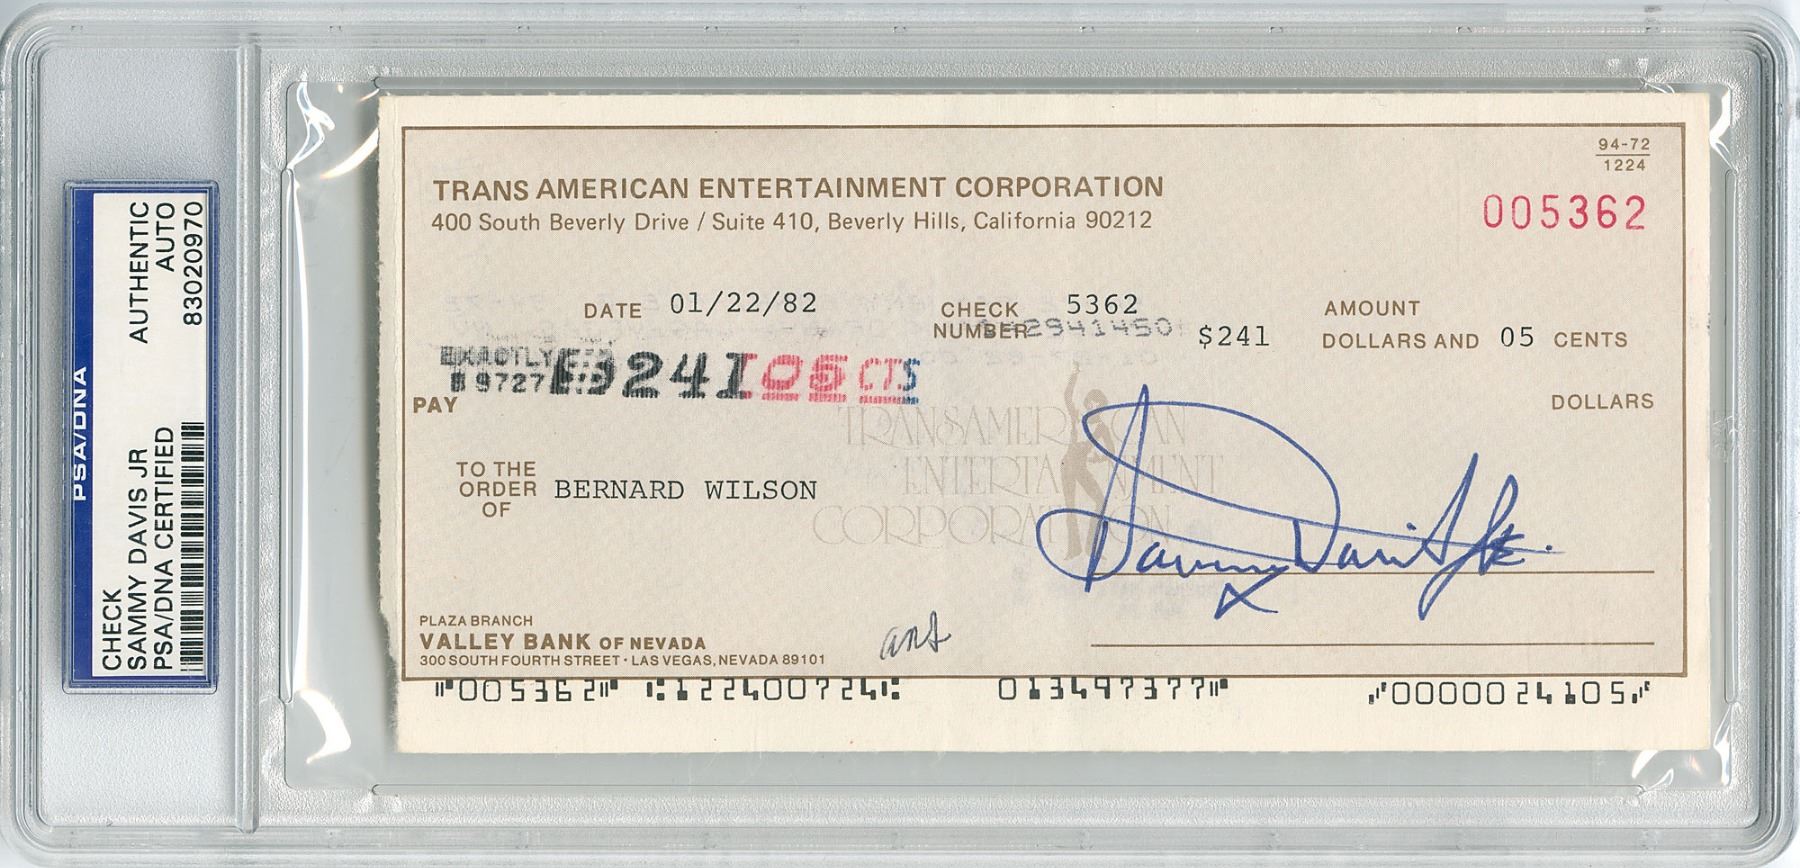 PSA/DNA
CHECK AUTHENTIC
SAMMY DAVIS JR AUTO
PSA/DNA CERTIFIED 83020970
94-72
1224
TRANS AMERICAN ENTERTAINMENT CORPORATION
400 South Beverly Drive / Suite 410, Beverly Hills, California 90212
005362
DATE 01/22/82 CHECK NUMBER 5362 $241 AMOUNT DOLLARS AND 05 CENTS
EXACTLY
9727 241 05 CTS
PAY DOLLARS
TRANSAMERICAN
ENTERTAINMENT
CORPORATION
TO THE
ORDER BERNARD WILSON
OF
Sammy Davis Jr.
PLAZA BRANCH
VALLEY BANK OF NEVADA
300 SOUTH FOURTH STREET · LAS VEGAS, NEVADA 89101
⑈005362⑈ ⑆122400724⑆ 013497377⑈ ⑇0000024105⑇